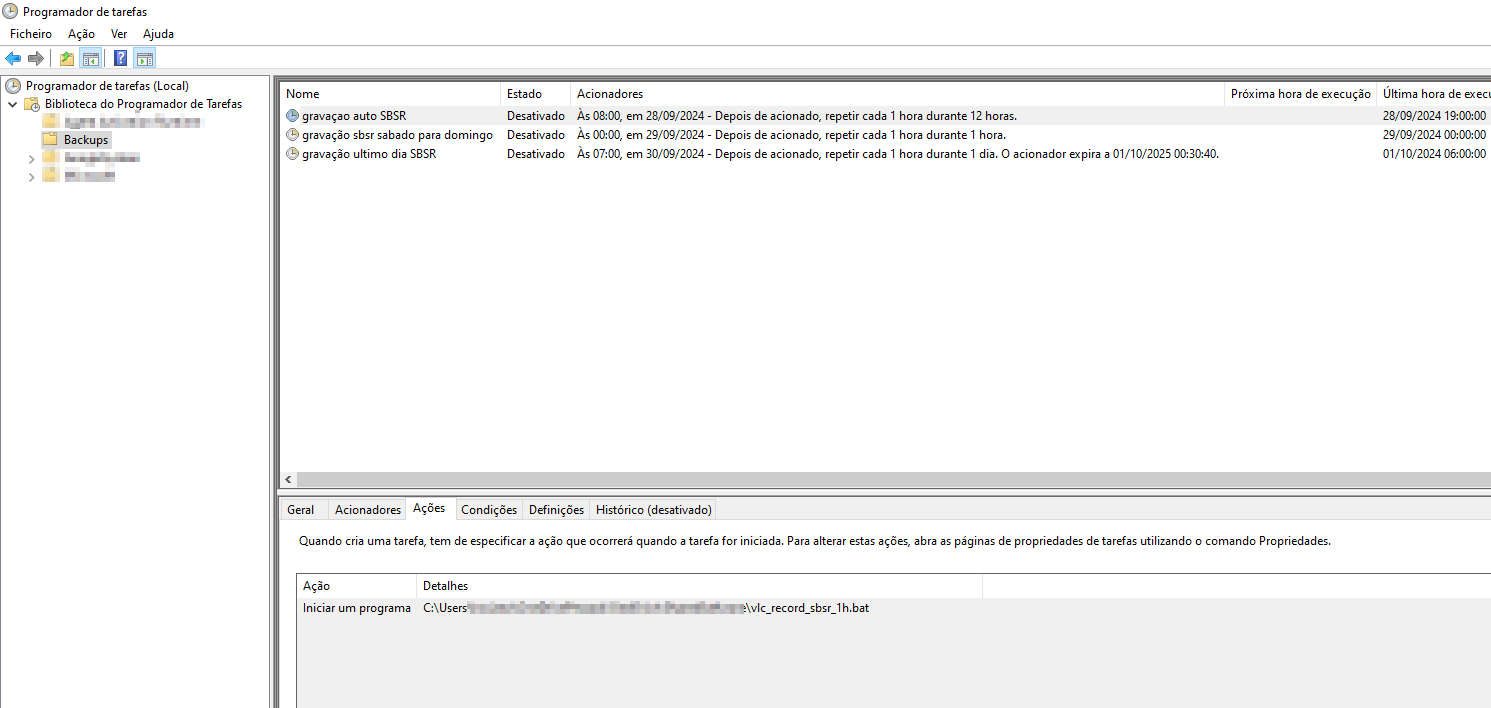 Programador de tarefas
Ficheiro Ação Ver Ajuda
Programador de tarefas (Local)
Biblioteca do Programador de Tarefas
Backups
Nome Estado Acionadores Próxima hora de execução Última hora de execu
gravaçao auto SBSR Desativado Às 08:00, em 28/09/2024 - Depois de acionado, repetir cada 1 hora durante 12 horas. 28/09/2024 19:00:00
gravação sbsr sabado para domingo Desativado Às 00:00, em 29/09/2024 - Depois de acionado, repetir cada 1 hora durante 1 hora. 29/09/2024 00:00:00
gravação ultimo dia SBSR Desativado Às 07:00, em 30/09/2024 - Depois de acionado, repetir cada 1 hora durante 1 dia. O acionador expira a 01/10/2025 00:30:40. 01/10/2024 06:00:00
Geral Acionadores Ações Condições Definições Histórico (desativado)
Quando cria uma tarefa, tem de especificar a ação que ocorrerá quando a tarefa for iniciada. Para alterar estas ações, abra as páginas de propriedades de tarefas utilizando o comando Propriedades.
Ação Detalhes
Iniciar um programa C:\Users \vlc_record_sbsr_1h.bat